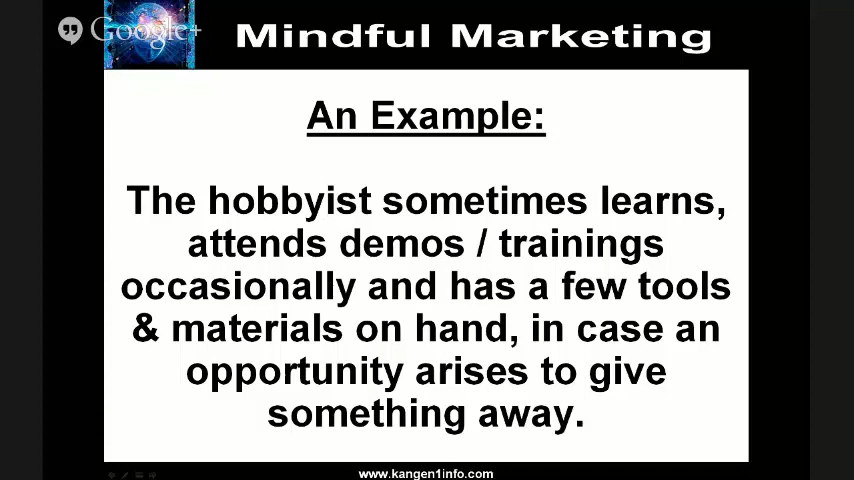 Google+
Mindful Marketing
An Example:
The hobbyist sometimes learns,
attends demos / trainings
occasionally and has a few tools
& materials on hand, in case an
opportunity arises to give
something away.
www.kangen1info.com